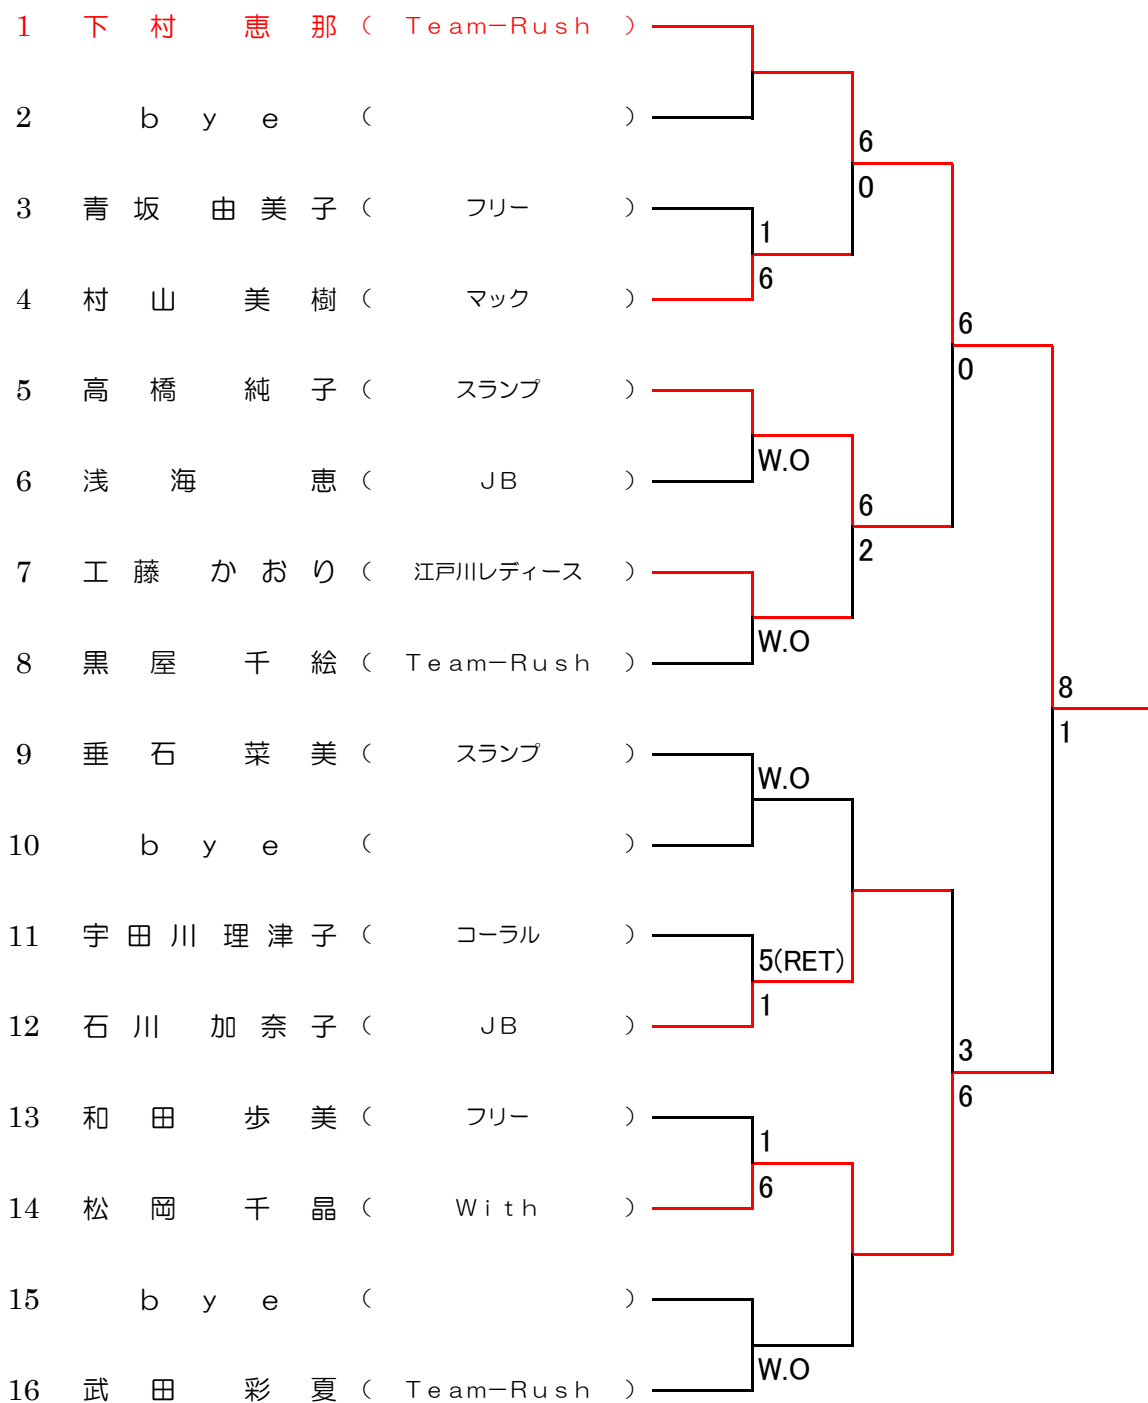 1 下村 恵那 ( Team－Rush )
2 bye ( )
6
0
3 青坂 由美子 ( フリー )
1
6
4 村山 美樹 ( マック )
6
0
5 高橋 純子 ( スランプ )
W.O
6 浅海 恵 ( JB )
6
2
7 工藤 かおり ( 江戸川レディース )
W.O
8 黒屋 千絵 ( Team－Rush )
8
1
9 垂石 菜美 ( スランプ )
W.O
10 bye ( )
11 宇田川理津子 ( コーラル )
5(RET)
1
12 石川 加奈子 ( JB )
3
6
13 和田 歩美 ( フリー )
1
6
14 松岡 千晶 ( With )
15 bye ( )
W.O
16 武田 彩夏 ( Team－Rush )